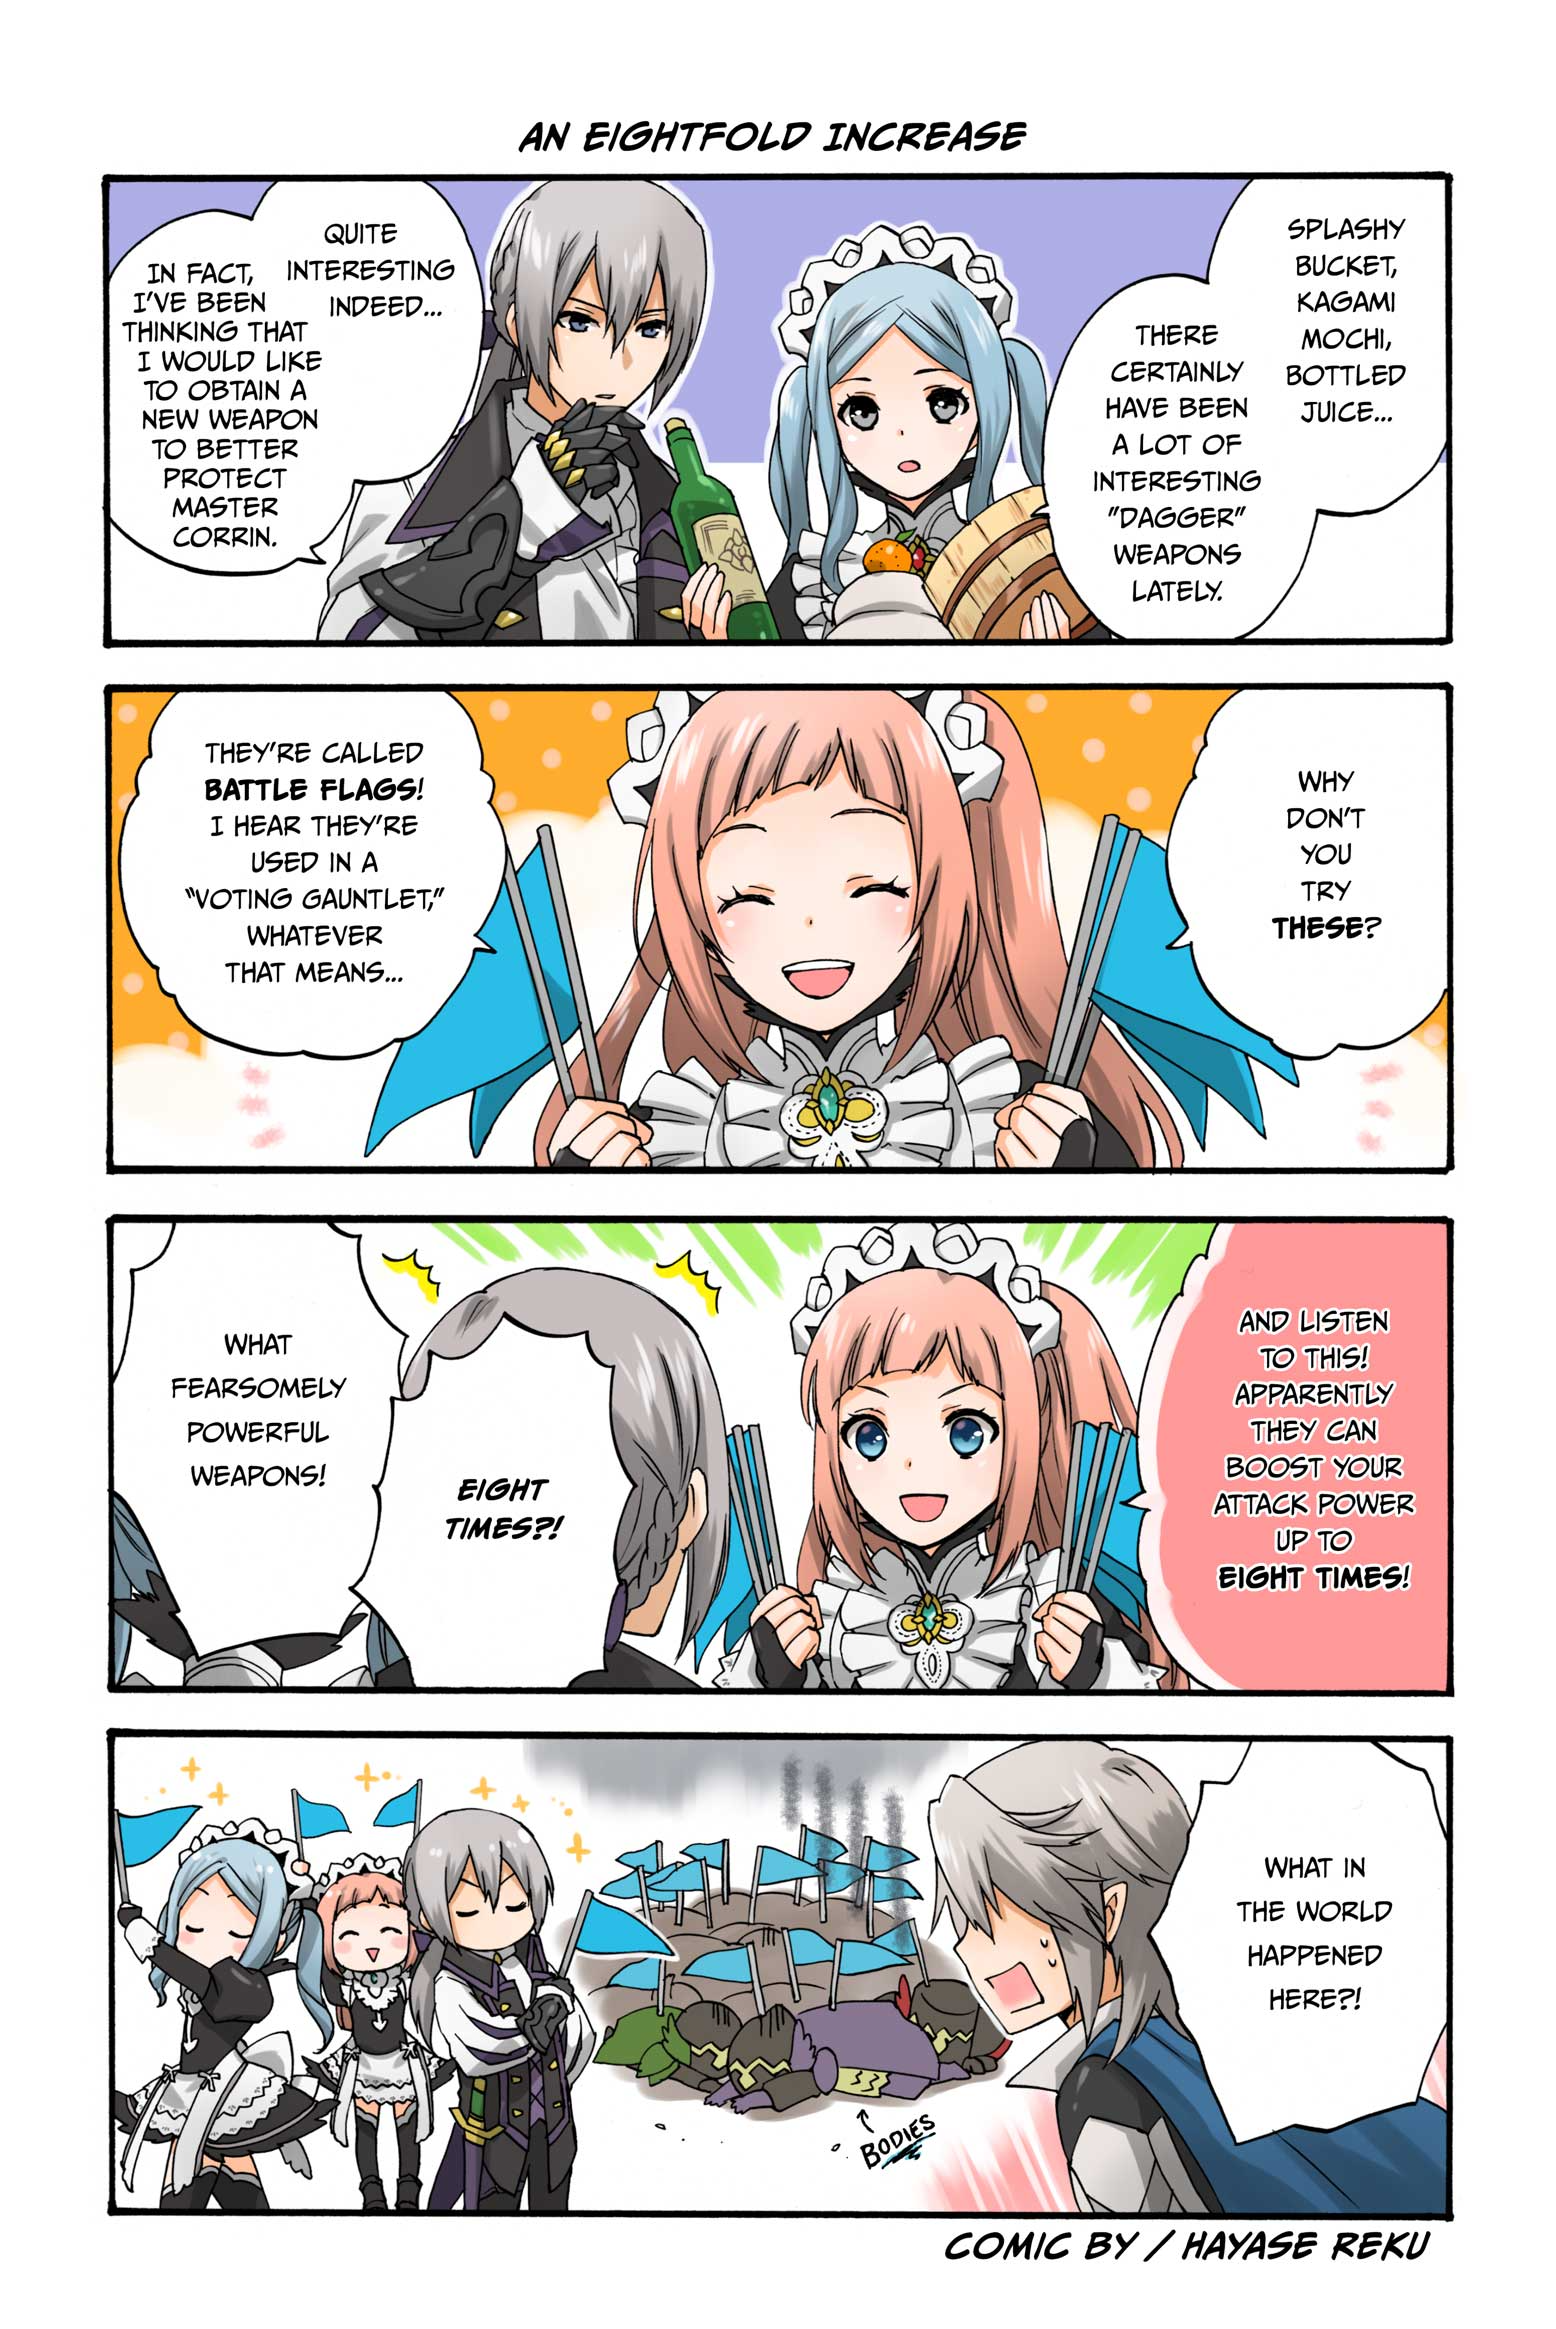 AN EIGHTFOLD INCREASE
SPLASHY
BUCKET,
KAGAMI
MOCHI,
BOTTLED
JUICE...
THERE
CERTAINLY
HAVE BEEN
A LOT OF
INTERESTING
"DAGGER"
WEAPONS
LATELY.
QUITE
INTERESTING
INDEED...
IN FACT,
I'VE BEEN
THINKING THAT
I WOULD LIKE
TO OBTAIN A
NEW WEAPON
TO BETTER
PROTECT
MASTER
CORRIN.
WHY
DON'T
YOU
TRY
THESE?
THEY'RE CALLED
BATTLE FLAGS!
I HEAR THEY'RE
USED IN A
"VOTING GAUNTLET,"
WHATEVER
THAT MEANS...
AND LISTEN
TO THIS!
APPARENTLY
THEY CAN
BOOST YOUR
ATTACK POWER
UP TO
EIGHT TIMES!
EIGHT
TIMES?!
WHAT
FEARSOMELY
POWERFUL
WEAPONS!
WHAT IN
THE WORLD
HAPPENED
HERE?!
BODIES
COMIC BY / HAYASE REKU